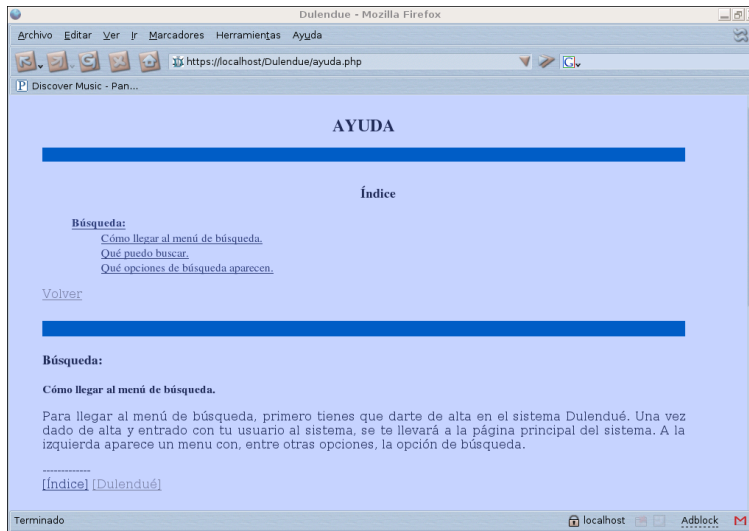 Dulendue - Mozilla Firefox
Archivo Editar Ver Ir Marcadores Herramientas Ayuda
https://localhost/Dulendue/ayuda.php
G
P Discover Music - Pan...
AYUDA
Índice
Búsqueda:
Cómo llegar al menú de búsqueda.
Qué puedo buscar.
Qué opciones de búsqueda aparecen.
Volver
Búsqueda:
Cómo llegar al menú de búsqueda.
Para llegar al menú de búsqueda, primero tienes que darte de alta en el sistema Dulendué. Una vez
dado de alta y entrado con tu usuario al sistema, se te llevará a la página principal del sistema. A la
izquierda aparece un menu con, entre otras opciones, la opción de búsqueda.
------------
[Índice] [Dulendué]
Terminado localhost Adblock M